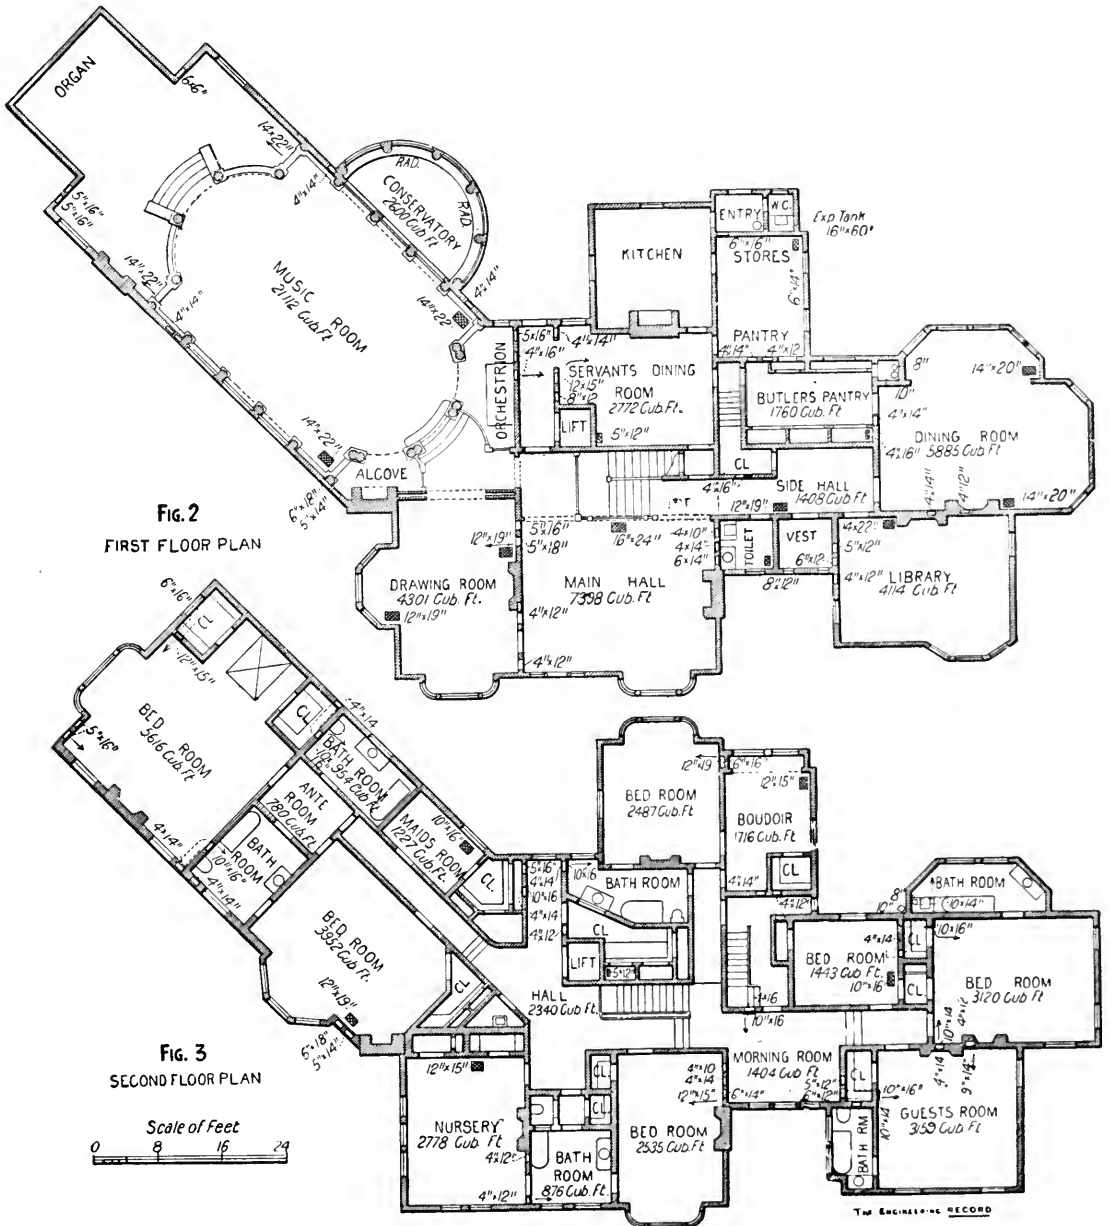 ORGAN
6x6"
14x22"
4"x14"
RAD.
RAD.
CONSERVATORY
2600 Cub Ft
5"x16"
5"x16"
14"x22"
4"x14"
MUSIC
ROOM
21112 Cub. Ft
14"x22
4"x14"
ENTRY
W.C.
Exp Tank
16"x60"
KITCHEN
6"x16"
STORES
6"x14"
PANTRY
4"14"
4"x12
5x16"
4"x14"
4"x16"
SERVANTS DINING
12x15"
ROOM
8"x12
2772 Cub. Ft.
LIFT
5"x12"
ORCHESTRION
BUTLERS PANTRY
1760 Cub. Ft
8"
10"
14"x20"
4"x14"
DINING ROOM
4"x16"
5885 Cub Ft
4"x14"
4"12"
14"x20"
CL
SIDE HALL
1408 Cub Ft
4"x16"
12"x19"
14"x22"
ALCOVE
6"x18"
5"x14"
FIG. 2
FIRST FLOOR PLAN
12"x19"
5"16"
5"x18"
16"x24"
4"x10"
4x14"
6x14"
TOILET
VEST
6"x12
8"x12"
4x22"
5"x12"
4"x12"
LIBRARY
4114 Cub. Ft
DRAWING ROOM
4301 Cub. Ft.
12"x19"
MAIN HALL
7398 Cub. Ft
4"x12"
4"x12"
6"x16"
CL
12"x15"
BED
ROOM
5616 Cub. Ft
5"x16"
4x14"
CL
4"x14
BATH ROOM
954 Cub Ft.
ANTE
ROOM
780 Cub. Ft
BATH
ROOM
10"x16"
4"x14"
MAIDS ROOM
1227 Cub. Ft
10"x16
CL.
BED ROOM
3952 Cub. Ft
12"x19"
6"x18"
5"x14"
CL
FIG. 3
SECOND FLOOR PLAN
Scale of Feet
0 8 16 24
5x16"
4"x14
10x16
4"x14
4"x12
10x16
BATH ROOM
CL
LIFT
5"x12"
HALL
2340 Cub Ft.
BED ROOM
2487 Cub. Ft
12"x19
6"x16"
12"x15"
BOUDOIR
1716 Cub. Ft
4"x14"
CL
4"x12"
8"
10"
BATH ROOM
10"x14"
4"x14
CL
10x16"
BED
ROOM
1443 Cub Ft.
10"x16
CL
BED ROOM
3120 Cub Ft
4x16
10"x16
10"x14
4"x12
MORNING ROOM
1404 Cub Ft
4"x10
4"x14
12"x15"
6"x14"
5"x12"
6"x12"
CL
10"x16"
4"x14
9"x14"
GUESTS ROOM
3159 Cub Ft
10"x14
BATH RM
12"x15"
NURSERY
2778 Cub. Ft
4x12"
4"x12"
CL
CL
BATH
ROOM
876 Cub. Ft.
BED ROOM
2535 Cub. Ft
THE ENGINEERING RECORD